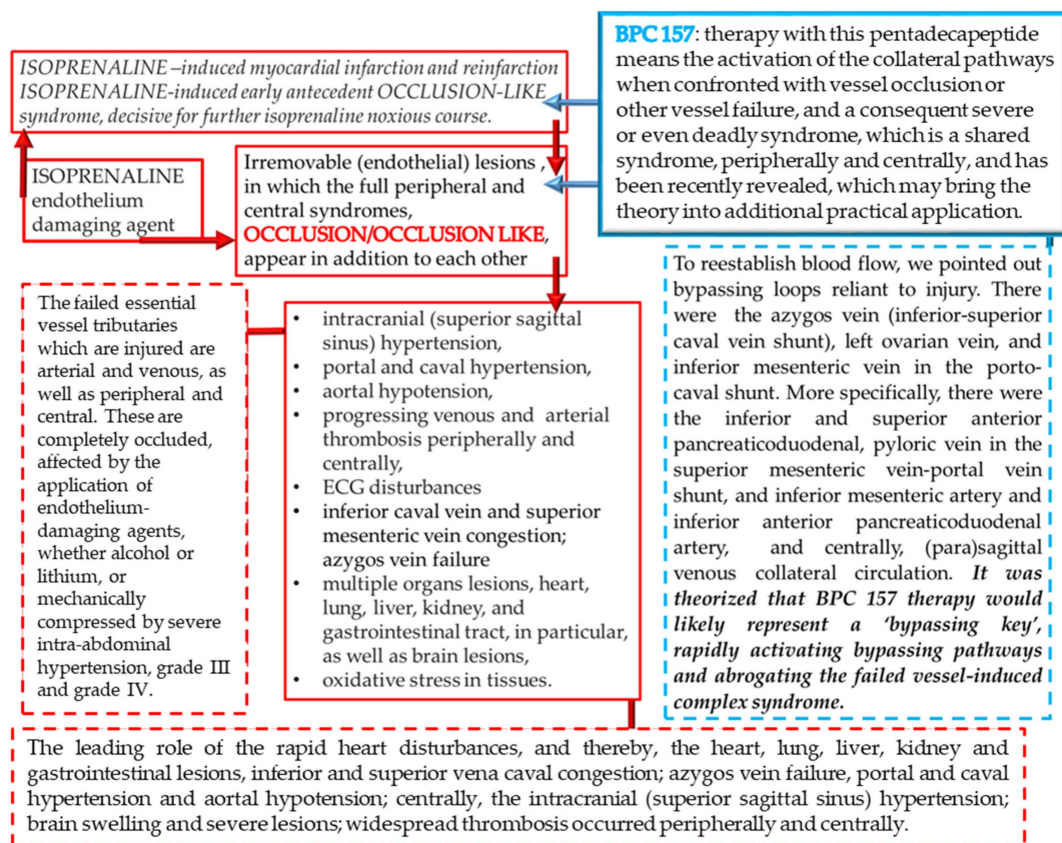 ISOPRENALINE –induced myocardial infarction and reinfarction
ISOPRENALINE-induced early antecedent OCCLUSION-LIKE
syndrome, decisive for further isoprenaline noxious course.
BPC 157: therapy with this pentadecapeptide
means the activation of the collateral pathways
when confronted with vessel occlusion or
other vessel failure, and a consequent severe
or even deadly syndrome, which is a shared
syndrome, peripherally and centrally, and has
been recently revealed, which may bring the
theory into additional practical application.
ISOPRENALINE
endothelium
damaging agent
Irremovable (endothelial) lesions ,
in which the full peripheral and
central syndromes,
OCCLUSION/OCCLUSION LIKE,
appear in addition to each other
The failed essential
vessel tributaries
which are injured are
arterial and venous, as
well as peripheral and
central. These are
completely occluded,
affected by the
application of
endothelium-
damaging agents,
whether alcohol or
lithium, or
mechanically
compressed by severe
intra-abdominal
hypertension, grade III
and grade IV.
• intracranial (superior sagittal
sinus) hypertension,
• portal and caval hypertension,
• aortal hypotension,
• progressing venous and arterial
thrombosis peripherally and
centrally,
• ECG disturbances
• inferior caval vein and superior
mesenteric vein congestion;
azygos vein failure
• multiple organs lesions, heart,
lung, liver, kidney, and
gastrointestinal tract, in particular,
as well as brain lesions,
• oxidative stress in tissues.
To reestablish blood flow, we pointed out
bypassing loops reliant to injury. There
were the azygos vein (inferior-superior
caval vein shunt), left ovarian vein, and
inferior mesenteric vein in the porto-
caval shunt. More specifically, there were
the inferior and superior anterior
pancreaticoduodenal, pyloric vein in the
superior mesenteric vein-portal vein
shunt, and inferior mesenteric artery and
inferior anterior pancreaticoduodenal
artery, and centrally, (para)sagittal
venous collateral circulation. It was
theorized that BPC 157 therapy would
likely represent a ‘bypassing key’,
rapidly activating bypassing pathways
and abrogating the failed vessel-induced
complex syndrome.
The leading role of the rapid heart disturbances, and thereby, the heart, lung, liver, kidney and
gastrointestinal lesions, inferior and superior vena caval congestion; azygos vein failure, portal and caval
hypertension and aortal hypotension; centrally, the intracranial (superior sagittal sinus) hypertension;
brain swelling and severe lesions; widespread thrombosis occurred peripherally and centrally.